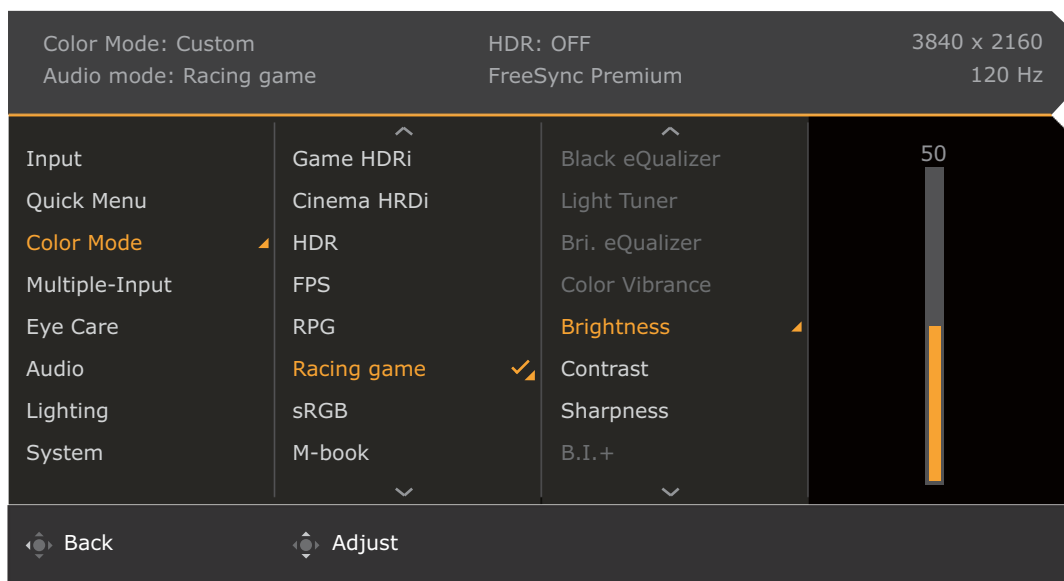 Color Mode: Custom
HDR: OFF
3840 x 2160
Audio mode: Racing game
FreeSync Premium
120 Hz
Input
Quick Menu
Color Mode
Multiple-Input
Eye Care
Audio
Lighting
System
Game HDRi
Cinema HRDi
HDR
FPS
RPG
Racing game
sRGB
M-book
Black eQualizer
Light Tuner
Bri. eQualizer
Color Vibrance
Brightness
Contrast
Sharpness
B.I.+
50
Back
Adjust